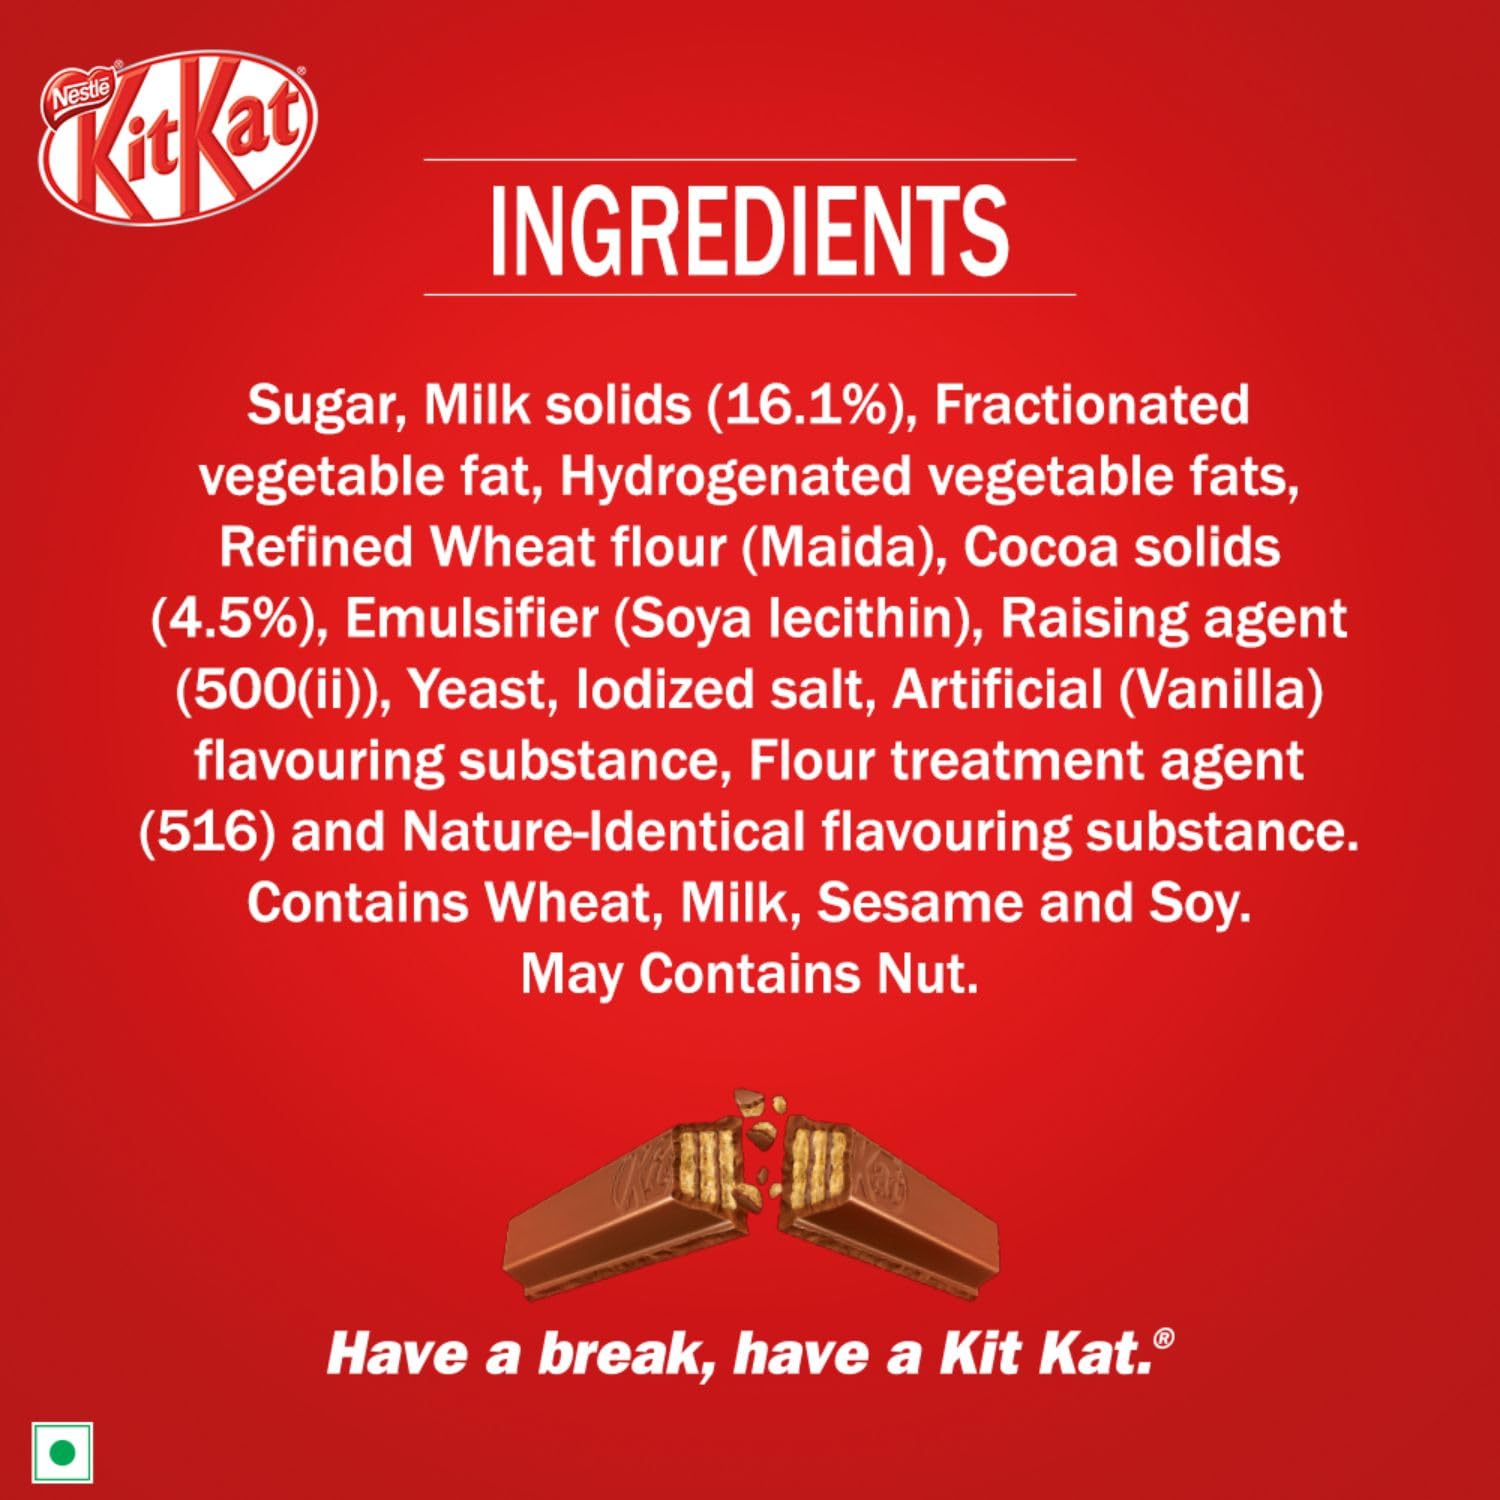 Nestlé®
KitKat®
INGREDIENTS
Sugar, Milk solids (16.1%), Fractionated
vegetable fat, Hydrogenated vegetable fats,
Refined Wheat flour (Maida), Cocoa solids
(4.5%), Emulsifier (Soya lecithin), Raising agent
(500(ii)), Yeast, Iodized salt, Artificial (Vanilla)
flavouring substance, Flour treatment agent
(516) and Nature-Identical flavouring substance.
Contains Wheat, Milk, Sesame and Soy.
May Contains Nut.
Kit Kat
Have a break, have a Kit Kat.®